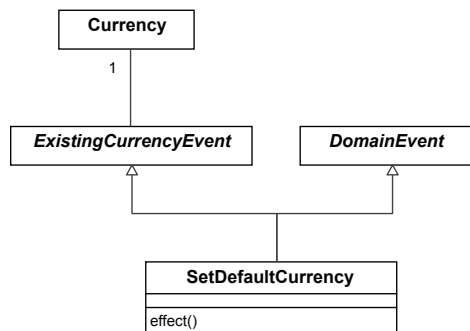 Currency
1
ExistingCurrencyEvent
DomainEvent
SetDefaultCurrency
effect()